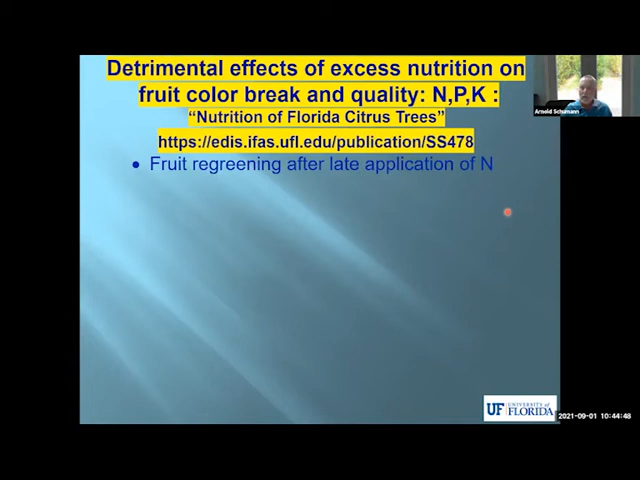 Detrimental effects of excess nutrition on
fruit color break and quality: N,P,K :
“Nutrition of Florida Citrus Trees”
https://edis.ifas.ufl.edu/publication/SS478
• Fruit regreening after late application of N
Arnold Schumann
UF UNIVERSITY of
FLORIDA
2021-09-01 10:44:48